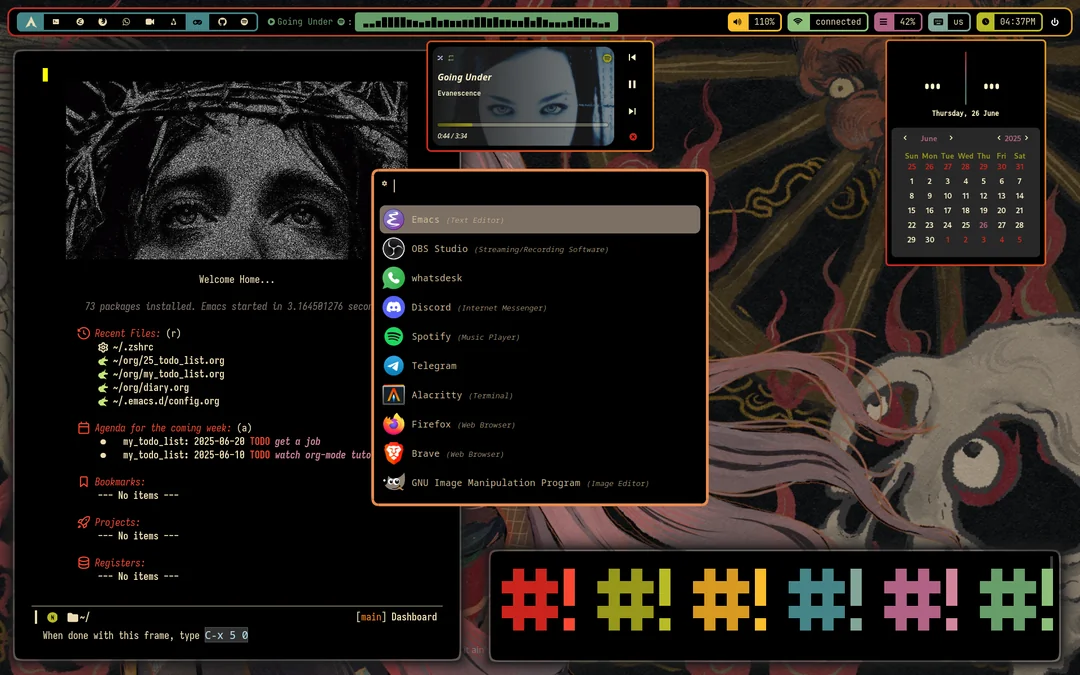 Going Under
110%
connected
42%
us
04:37PM
Going Under
Evanescence
0:44 / 3:34
Thursday, 26 June
June
2025
Sun Mon Tue Wed Thu Fri Sat
25 26 27 28 29 30 31
1 2 3 4 5 6 7
8 9 10 11 12 13 14
15 16 17 18 19 20 21
22 23 24 25 26 27 28
29 30 1 2 3 4 5
Welcome Home...
73 packages installed. Emacs started in 3.164501276
Recent Files: (r)
~/.zshrc
~/org/25_todo_list.org
~/org/my_todo_list.org
~/org/diary.org
~/.emacs.d/config.org
Agenda for the coming week: (a)
my_todo_list: 2025-06-20 TODO get a job
my_todo_list: 2025-06-10 TODO watch org-mode tuto
Bookmarks:
--- No items ---
Projects:
--- No items ---
Registers:
--- No items ---
N ~/
[main] Dashboard
When done with this frame, type C-x 5 0
Emacs (Text Editor)
OBS Studio (Streaming/Recording Software)
whatsdesk
Discord (Internet Messenger)
Spotify (Music Player)
Telegram
Alacritty (Terminal)
Firefox (Web Browser)
Brave (Web Browser)
GNU Image Manipulation Program (Image Editor)
#! #! #! #! #! #!